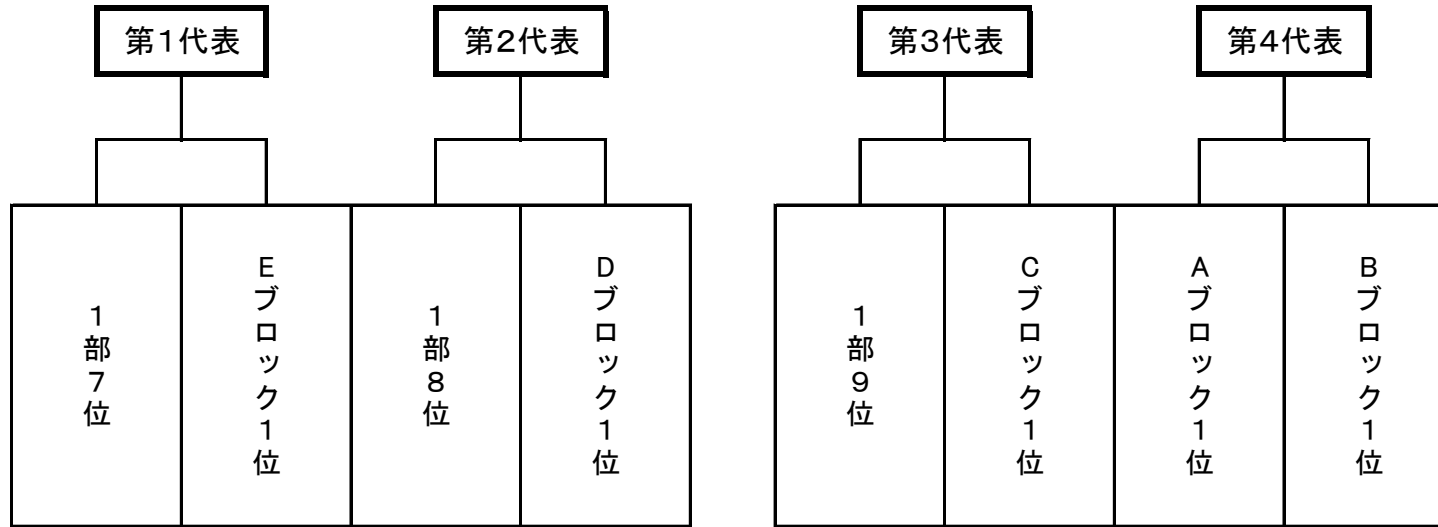 第1代表
第2代表
第3代表
第4代表
1部7位
Eブロック1位
1部8位
Dブロック1位
1部9位
Cブロック1位
Aブロック1位
Bブロック1位